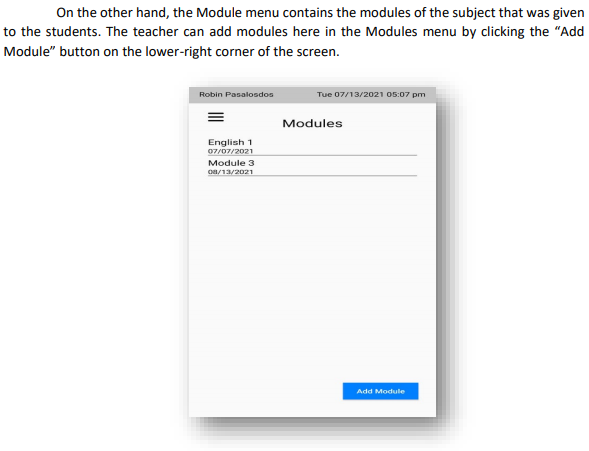 On the other hand, the Module menu contains the modules of the subject that was given
to the students. The teacher can add modules here in the Modules menu by clicking the “Add
Module” button on the lower-right corner of the screen.
Robin Pasalosdos Tue 07/13/2021 05:07 pm
Modules
English 1
07/07/2021
Module 3
08/13/2021
Add Module